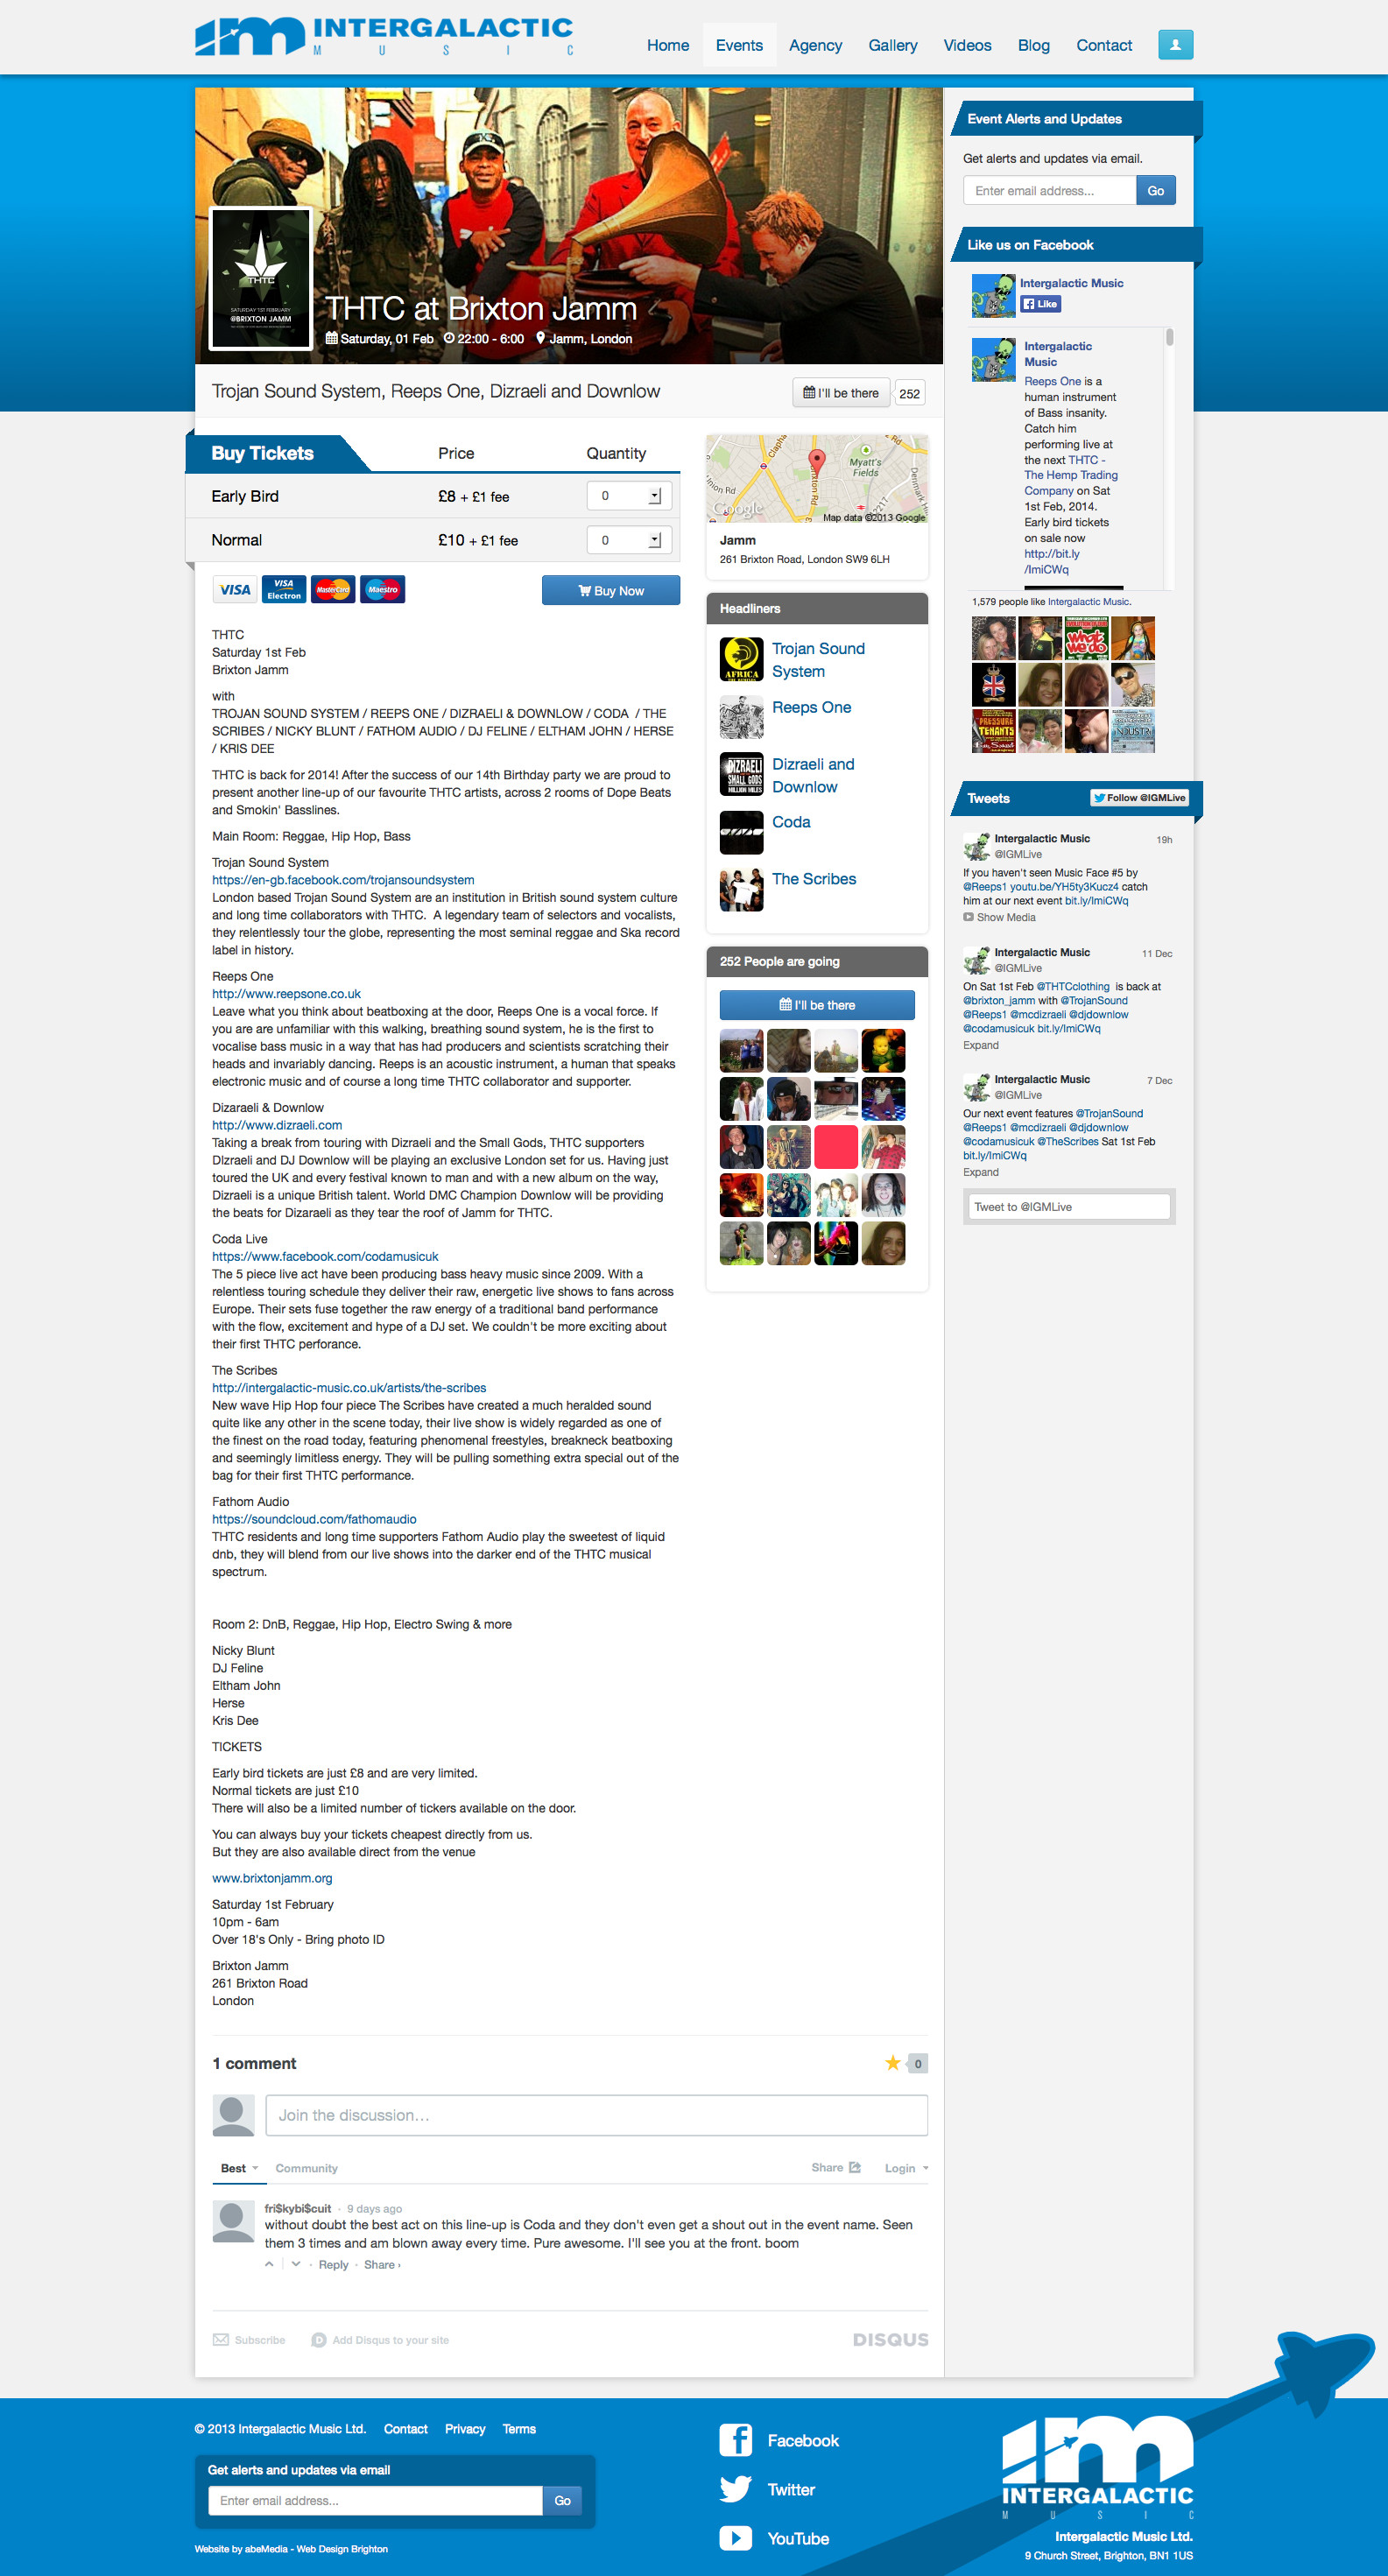 INTERGALACTIC
MUSIC
Home
Events
Agency
Gallery
Videos
Blog
Contact
THTC
SATURDAY 1ST FEBRUARY
@BRIXTON JAMM
THTC at Brixton Jamm
Saturday, 01 Feb 22:00 - 6:00 Jamm, London
Trojan Sound System, Reeps One, Dizraeli and Downlow
I'll be there 252
Buy Tickets Price Quantity
Early Bird £8 + £1 fee 0
Normal £10 + £1 fee 0
VISA VISA Electron MasterCard Maestro
Buy Now
THTC
Saturday 1st Feb
Brixton Jamm
with
TROJAN SOUND SYSTEM / REEPS ONE / DIZRAELI & DOWNLOW / CODA / THE
SCRIBES / NICKY BLUNT / FATHOM AUDIO / DJ FELINE / ELTHAM JOHN / HERSE
/ KRIS DEE
THTC is back for 2014! After the success of our 14th Birthday party we are proud to
present another line-up of our favourite THTC artists, across 2 rooms of Dope Beats
and Smokin' Basslines.
Main Room: Reggae, Hip Hop, Bass
Trojan Sound System
https://en-gb.facebook.com/trojansoundsystem
London based Trojan Sound System are an institution in British sound system culture
and long time collaborators with THTC. A legendary team of selectors and vocalists,
they relentlessly tour the globe, representing the most seminal reggae and Ska record
label in history.
Reeps One
http://www.reepsone.co.uk
Leave what you think about beatboxing at the door, Reeps One is a vocal force. If
you are are unfamiliar with this walking, breathing sound system, he is the first to
vocalise bass music in a way that has had producers and scientists scratching their
heads and invariably dancing. Reeps is an acoustic instrument, a human that speaks
electronic music and of course a long time THTC collaborator and supporter.
Dizaraeli & Downlow
http://www.dizraeli.com
Taking a break from touring with Dizraeli and the Small Gods, THTC supporters
DIzraeli and DJ Downlow will be playing an exclusive London set for us. Having just
toured the UK and every festival known to man and with a new album on the way,
Dizraeli is a unique British talent. World DMC Champion Downlow will be providing
the beats for Dizaraeli as they tear the roof of Jamm for THTC.
Coda Live
https://www.facebook.com/codamusicuk
The 5 piece live act have been producing bass heavy music since 2009. With a
relentless touring schedule they deliver their raw, energetic live shows to fans across
Europe. Their sets fuse together the raw energy of a traditional band performance
with the flow, excitement and hype of a DJ set. We couldn't be more exciting about
their first THTC perforance.
The Scribes
http://intergalactic-music.co.uk/artists/the-scribes
New wave Hip Hop four piece The Scribes have created a much heralded sound
quite like any other in the scene today, their live show is widely regarded as one of
the finest on the road today, featuring phenomenal freestyles, breakneck beatboxing
and seemingly limitless energy. They will be pulling something extra special out of the
bag for their first THTC performance.
Fathom Audio
https://soundcloud.com/fathomaudio
THTC residents and long time supporters Fathom Audio play the sweetest of liquid
dnb, they will blend from our live shows into the darker end of the THTC musical
spectrum.
Room 2: DnB, Reggae, Hip Hop, Electro Swing & more
Nicky Blunt
DJ Feline
Eltham John
Herse
Kris Dee
TICKETS
Early bird tickets are just £8 and are very limited.
Normal tickets are just £10
There will also be a limited number of tickers available on the door.
You can always buy your tickets cheapest directly from us.
But they are also available direct from the venue
www.brixtonjamm.org
Saturday 1st February
10pm - 6am
Over 18's Only - Bring photo ID
Brixton Jamm
261 Brixton Road
London
Myatt's
Fields
Google
Map data ©2013 Google
Jamm
261 Brixton Road, London SW9 6LH
Headliners
Trojan Sound
System
Reeps One
Dizraeli and
Downlow
Coda
The Scribes
252 People are going
I'll be there
Event Alerts and Updates
Get alerts and updates via email.
Enter email address... Go
Like us on Facebook
Intergalactic Music
Like
Intergalactic
Music
Reeps One is a
human instrument
of Bass insanity.
Catch him
performing live at
the next THTC -
The Hemp Trading
Company on Sat
1st Feb, 2014.
Early bird tickets
on sale now
http://bit.ly
/ImiCWq
1,579 people like Intergalactic Music.
Tweets Follow @IGMLive
Intergalactic Music 19h
@IGMLive
If you haven't seen Music Face #5 by
@Reeps1 youtu.be/YH5ty3Kucz4 catch
him at our next event bit.ly/ImiCWq
Show Media
Intergalactic Music 11 Dec
@IGMLive
On Sat 1st Feb @THTCclothing is back at
@brixton_jamm with @TrojanSound
@Reeps1 @mcdizraeli @djdownlow
@codamusicuk bit.ly/ImiCWq
Expand
Intergalactic Music 7 Dec
@IGMLive
Our next event features @TrojanSound
@Reeps1 @mcdizraeli @djdownlow
@codamusicuk @TheScribes Sat 1st Feb
bit.ly/ImiCWq
Expand
Tweet to @IGMLive
1 comment 0
Join the discussion...
Best Community Share Login
fri$kybi$cuit • 9 days ago
without doubt the best act on this line-up is Coda and they don't even get a shout out in the event name. Seen
them 3 times and am blown away every time. Pure awesome. I'll see you at the front. boom
Reply • Share ›
Subscribe Add Disqus to your site DISQUS
© 2013 Intergalactic Music Ltd. Contact Privacy Terms
Get alerts and updates via email
Enter email address... Go
Website by abeMedia - Web Design Brighton
Facebook
Twitter
YouTube
INTERGALACTIC
MUSIC
Intergalactic Music Ltd.
9 Church Street, Brighton, BN1 1US